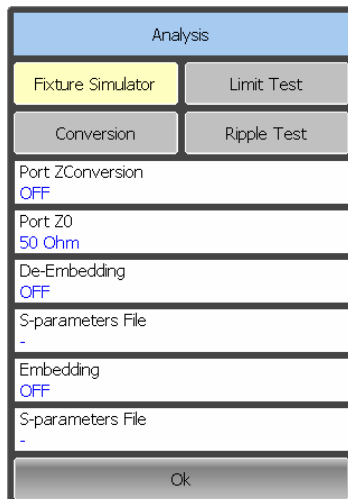 Analysis
Fixture Simulator
Limit Test
Conversion
Ripple Test
Port ZConversion
OFF
Port Z0
50 Ohm
De-Embedding
OFF
S-parameters File
-
Embedding
OFF
S-parameters File
-
Ok